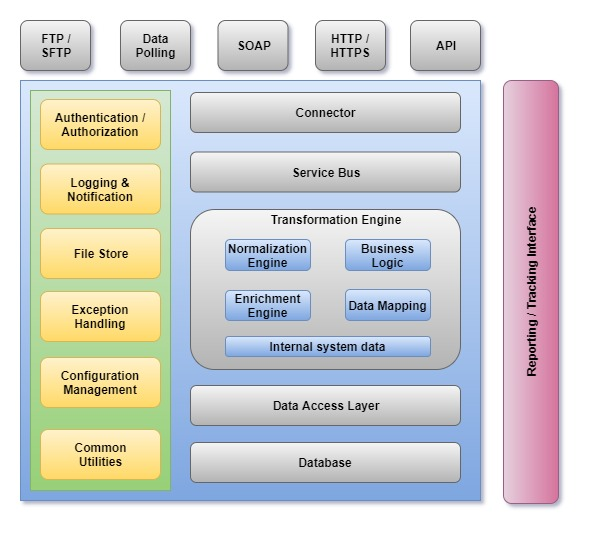 FTP /
SFTP
Data
Polling
SOAP
HTTP /
HTTPS
API
Authentication /
Authorization
Logging &
Notification
File Store
Exception
Handling
Configuration
Management
Common
Utilities
Connector
Service Bus
Transformation Engine
Normalization
Engine
Business
Logic
Enrichment
Engine
Data Mapping
Internal system data
Data Access Layer
Database
Reporting / Tracking Interface